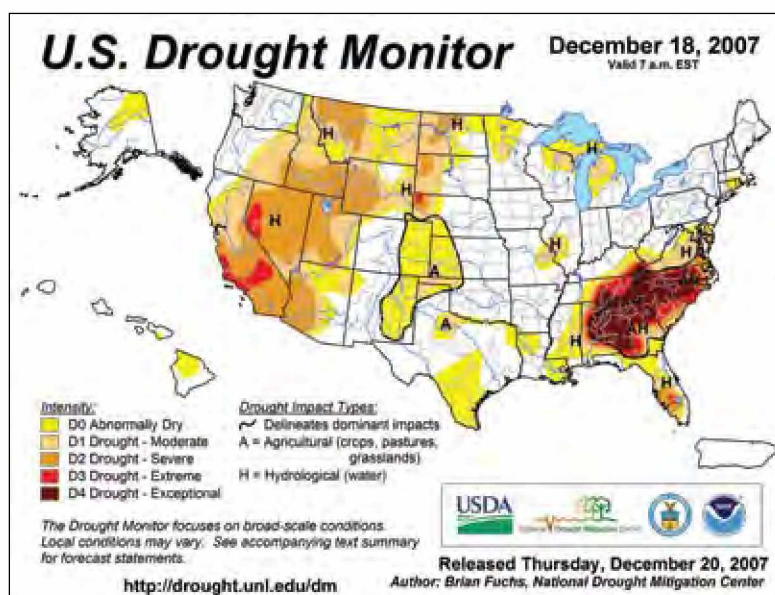 U.S. Drought Monitor
December 18, 2007
Valid 7 a.m. EST
H
H
H
H
H
A
A
H
H
H
AH
H
Intensity:
D0 Abnormally Dry
D1 Drought - Moderate
D2 Drought - Severe
D3 Drought - Extreme
D4 Drought - Exceptional
Drought Impact Types:
Delineates dominant impacts
A = Agricultural (crops, pastures,
grasslands)
H = Hydrological (water)
USDA
The Drought Monitor focuses on broad-scale conditions.
Local conditions may vary. See accompanying text summary
for forecast statements.
http://drought.unl.edu/dm
Released Thursday, December 20, 2007
Author: Brian Fuchs, National Drought Mitigation Center